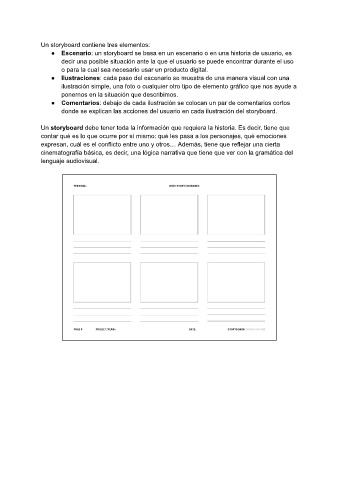 Un storyboard contiene tres elementos:
● Escenario: un storyboard se basa en un escenario o en una historia de usuario, es
decir una posible situación ante la que el usuario se puede encontrar durante el uso
o para la cual sea necesario usar un producto digital.
● Ilustraciones: cada paso del escenario se muestra de una manera visual con una
ilustración simple, una foto o cualquier otro tipo de elemento gráfico que nos ayude a
ponernos en la situación que describimos.
● Comentarios: debajo de cada ilustración se colocan un par de comentarios cortos
donde se explican las acciones del usuario en cada ilustración del storyboard.
Un storyboard debe tener toda la información que requiera la historia. Es decir, tiene que
contar qué es lo que ocurre por sí mismo: qué les pasa a los personajes, qué emociones
expresan, cuál es el conflicto entre uno y otros... Además, tiene que reflejar una cierta
cinematografía básica, es decir, una lógica narrativa que tiene que ver con la gramática del
lenguaje audiovisual.